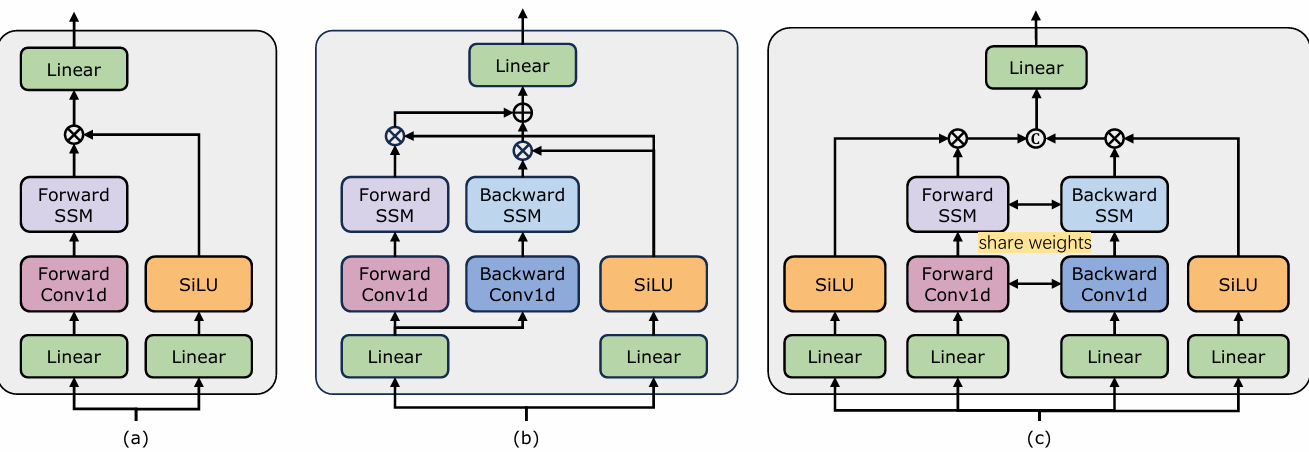 Linear
Forward
SSM
Forward
Conv1d
SiLU
Linear
Linear
(a)
Linear
Forward
SSM
Backward
SSM
Forward
Conv1d
Backward
Conv1d
SiLU
Linear
Linear
(b)
Linear
C
Forward
SSM
Backward
SSM
share weights
SiLU
Forward
Conv1d
Backward
Conv1d
SiLU
Linear
Linear
Linear
Linear
(c)